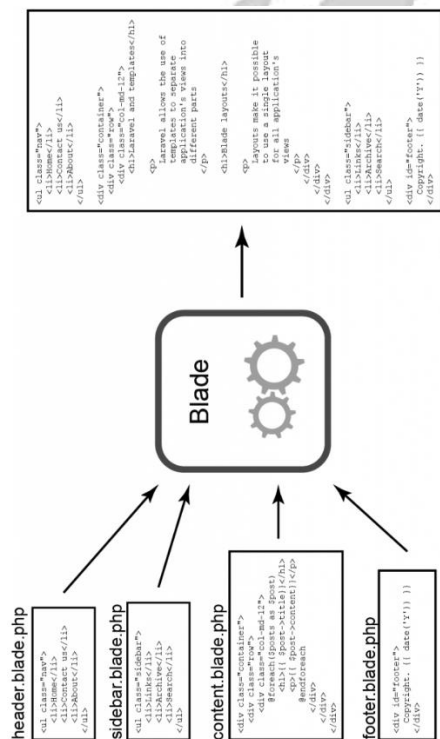 header.blade.php
<ul class="nav">
<li>Home</li>
<li>Contact us</li>
<li>About</li>
</ul>
sidebar.blade.php
<ul class="sidebar">
<li>Links</li>
<li>Archive</li>
<li>Search</li>
</ul>
content.blade.php
<div class="container">
<div class="row">
<div class="col-md-12">
@foreach($posts as $post)
<h1>{{ $post->title}}</h1>
<p>{{ $post->content}}</p>
@endforeach
</div>
</div>
</div>
footer.blade.php
<div id="footer">
Copyright. {{ date('Y') }}
</div>
Blade
<ul class="nav">
<li>Home</li>
<li>Contact us</li>
<li>About</li>
</ul>
<div class="container">
<div class="row">
<div class="Col-md-12">
<h1>Laravel and templates</h1>
<p>
Laravel allows the use of
templates to separate
application's views into
different parts
</p>
<h1>Blade layouts</h1>
<p>
Layouts make it possible
to use a single layout
for all application's
views
</p>
</div>
</div>
</div>
<ul class="sidebar">
<li>Links</li>
<li>Archive</li>
<li>Search</li>
</ul>
<div id="footer">
Copyright. {{ date('Y') }}
</div>